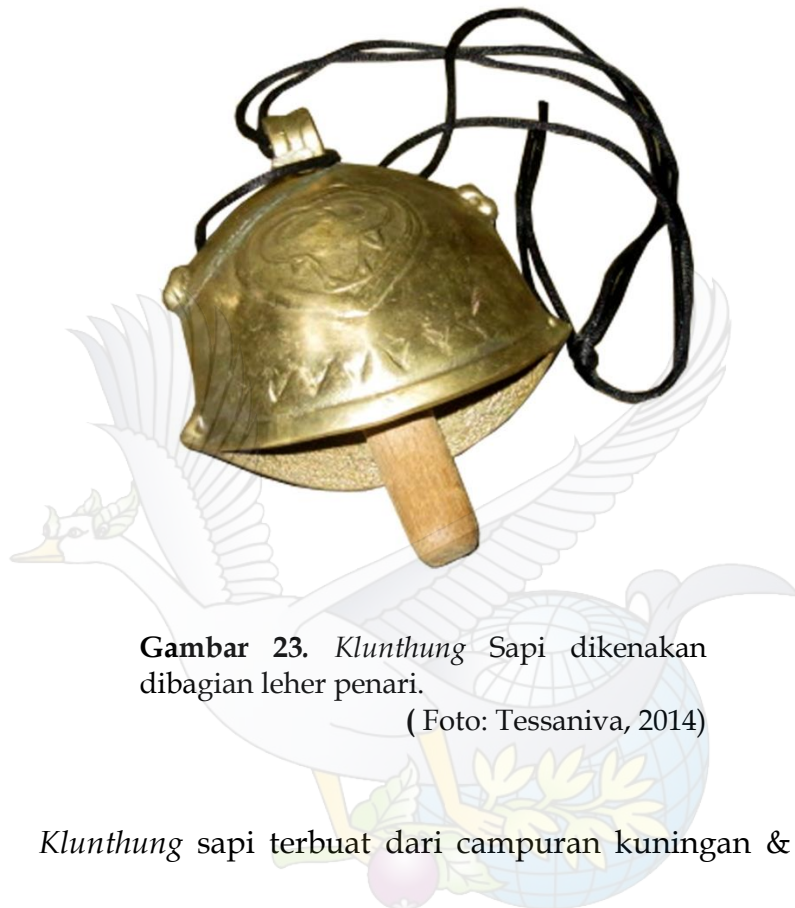 Gambar 23. Klunthung Sapi dikenakan
dibagian leher penari.
( Foto: Tessaniva, 2014)
Klunthung sapi terbuat dari campuran kuningan &